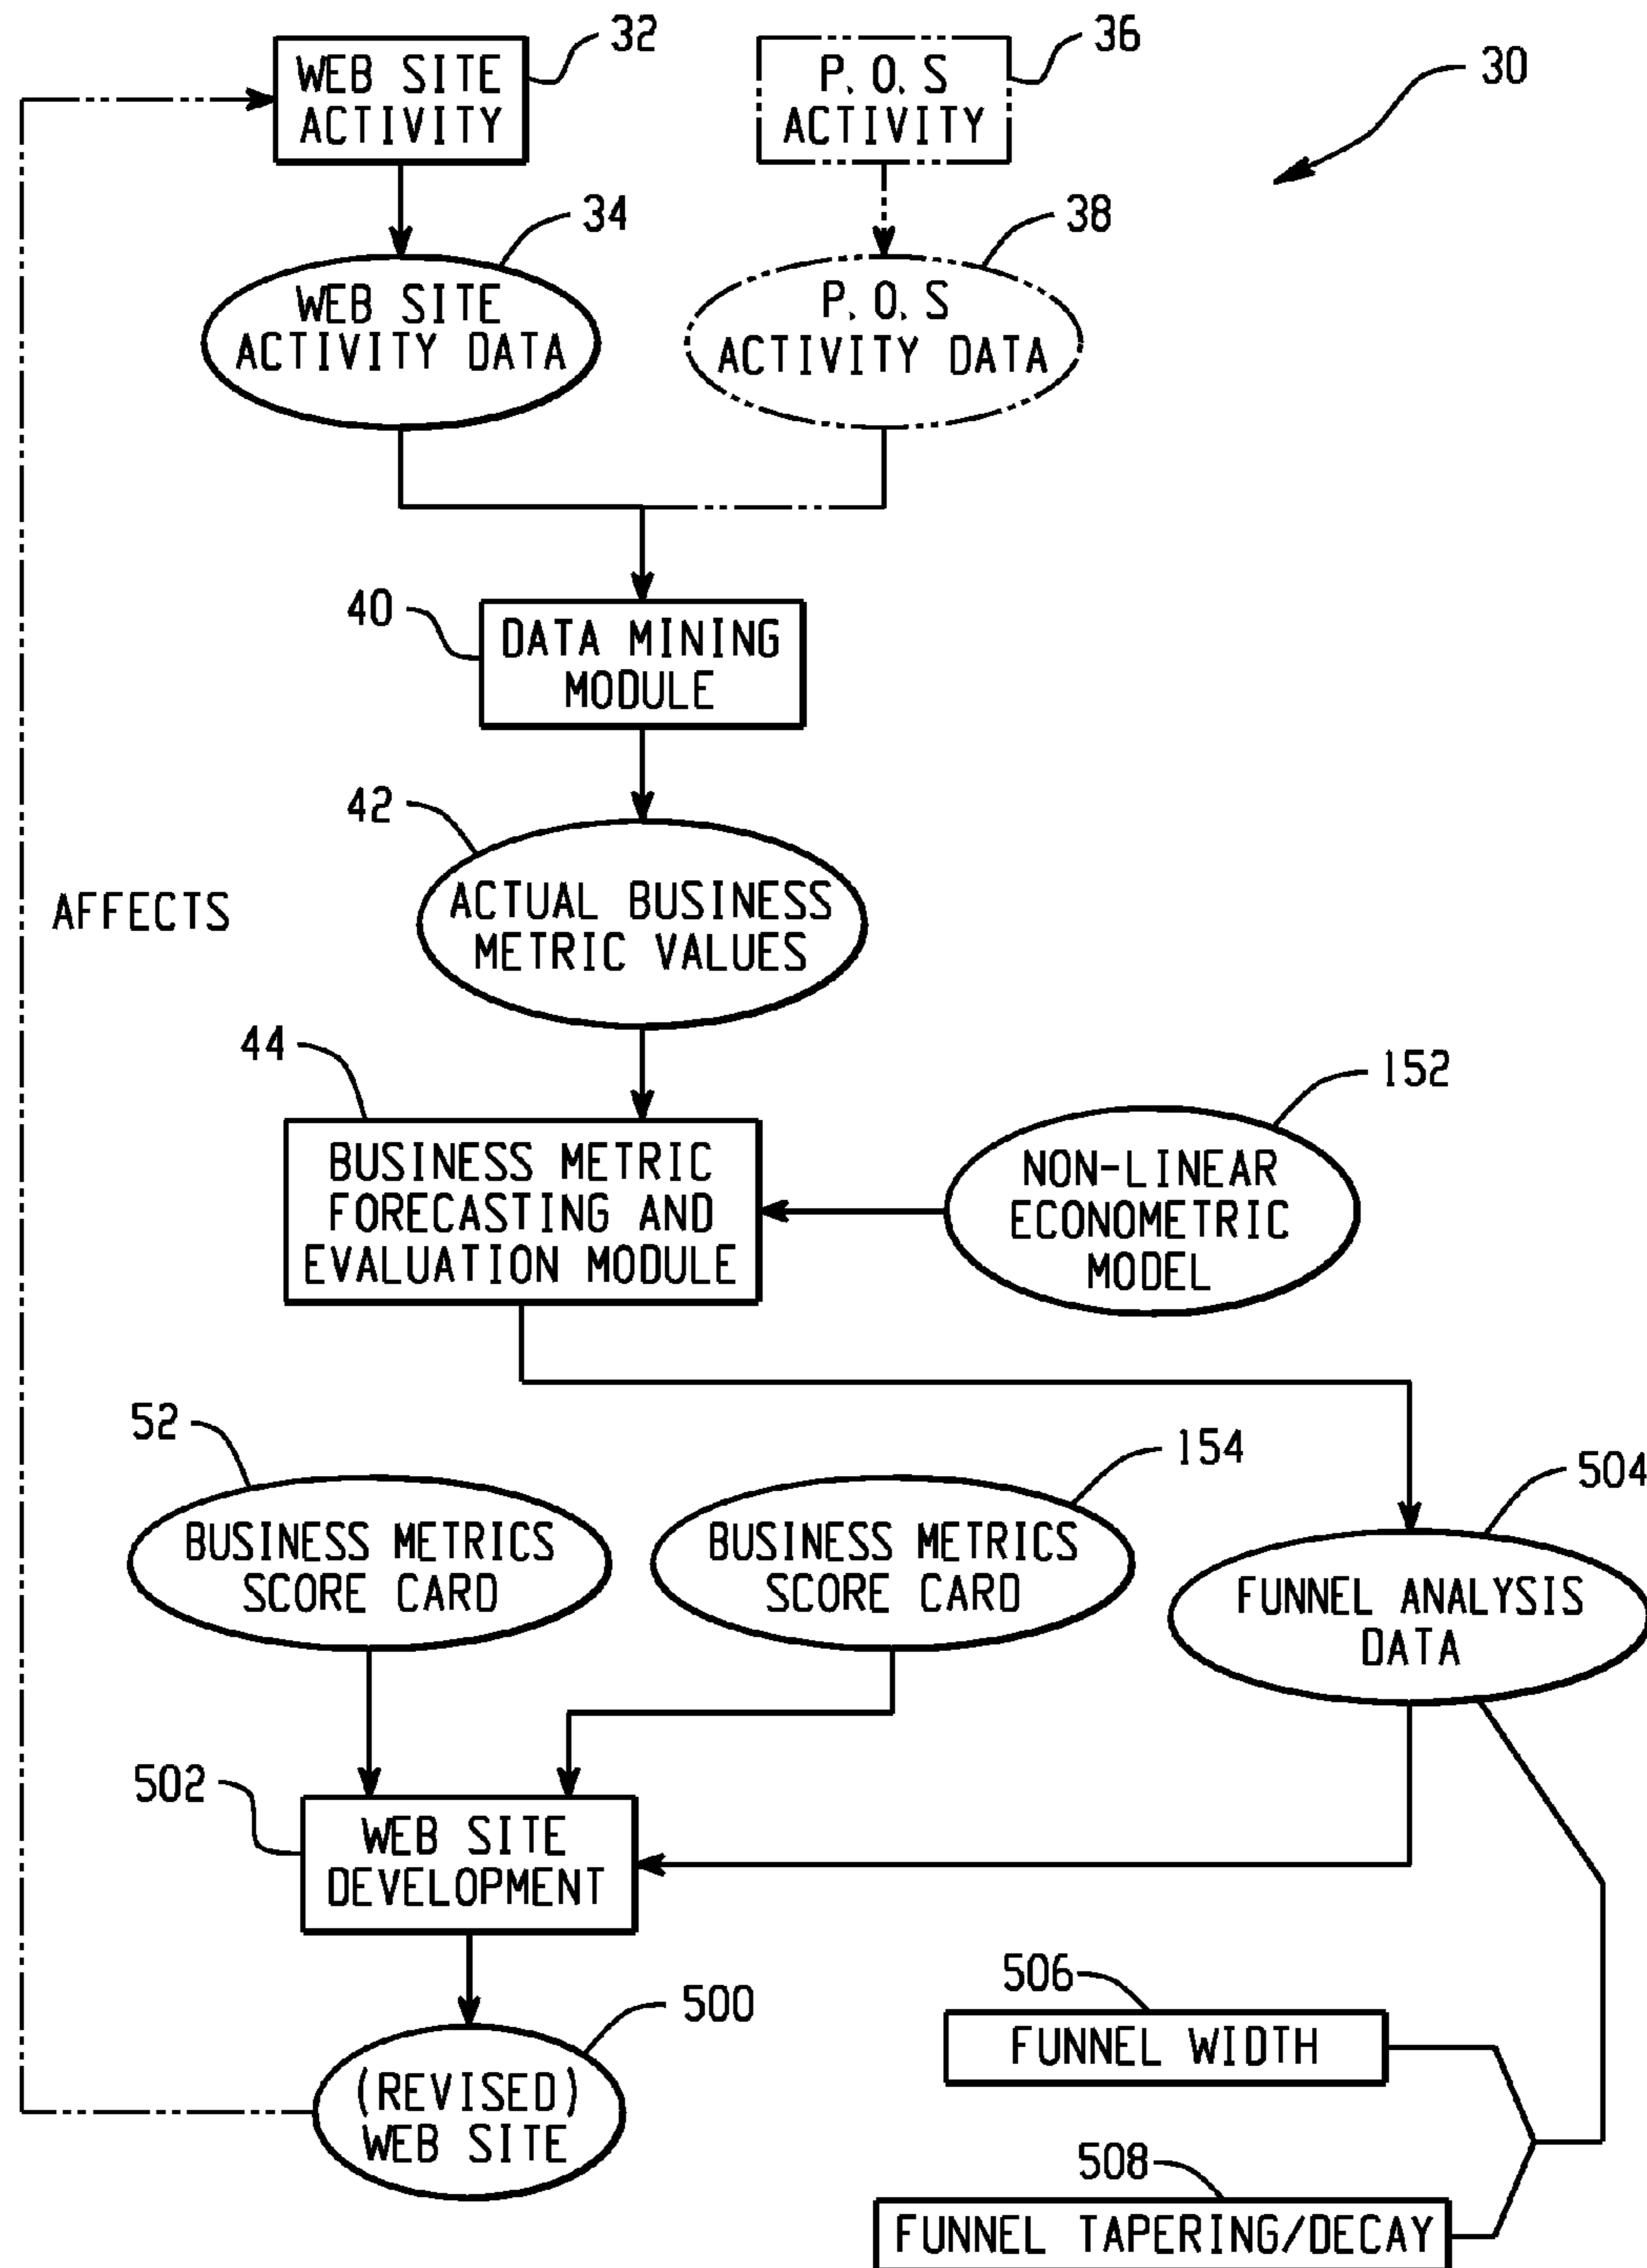 32
36
30
WEB SITE
ACTIVITY
P.O.S
ACTIVITY
34
38
WEB SITE
ACTIVITY DATA
P.O.S
ACTIVITY DATA
40
DATA MINING
MODULE
42
ACTUAL BUSINESS
METRIC VALUES
AFFECTS
44
152
BUSINESS METRIC
FORECASTING AND
EVALUATION MODULE
NON-LINEAR
ECONOMETRIC
MODEL
52
154
504
BUSINESS METRICS
SCORE CARD
BUSINESS METRICS
SCORE CARD
FUNNEL ANALYSIS
DATA
502
WEB SITE
DEVELOPMENT
506
500
FUNNEL WIDTH
(REVISED)
WEB SITE
508
FUNNEL TAPERING/DECAY